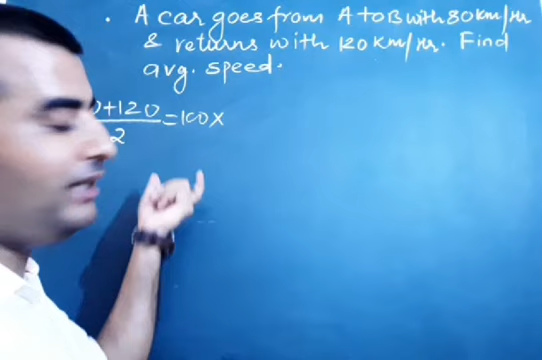 . A car goes from A to B with 80 km/hr
& returns with 120 km/hr. Find
avg. speed.
0+120
2
=100 X